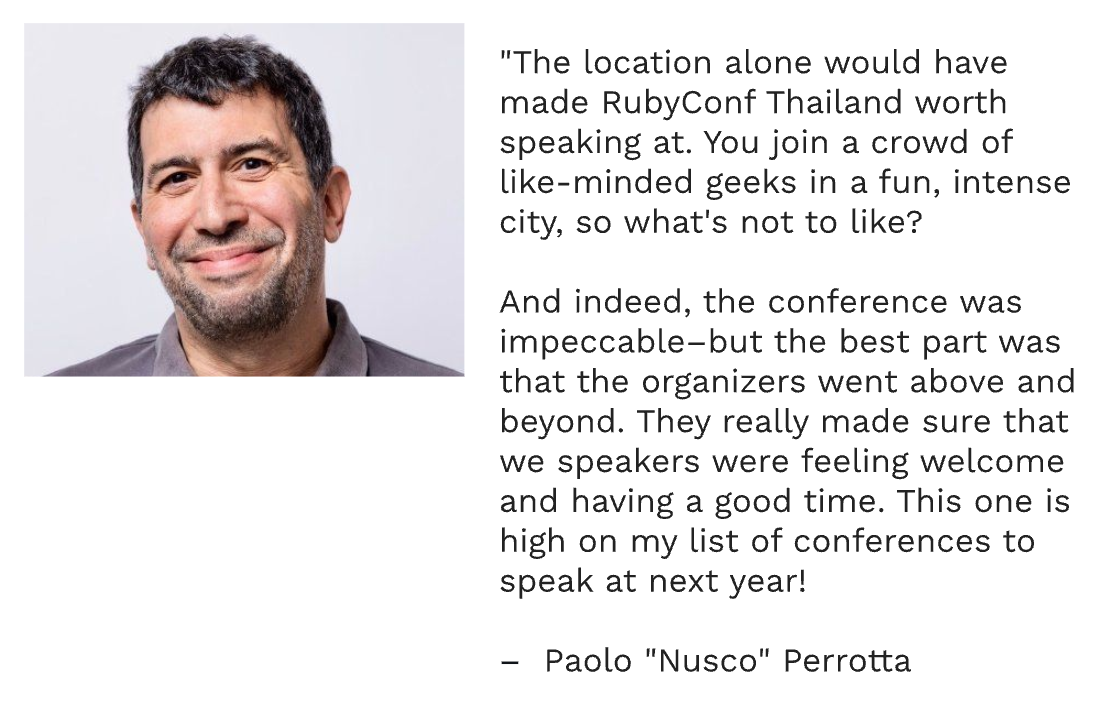 "The location alone would have
made RubyConf Thailand worth
speaking at. You join a crowd of
like-minded geeks in a fun, intense
city, so what's not to like?
And indeed, the conference was
impeccable–but the best part was
that the organizers went above and
beyond. They really made sure that
we speakers were feeling welcome
and having a good time. This one is
high on my list of conferences to
speak at next year!
– Paolo "Nusco" Perrotta